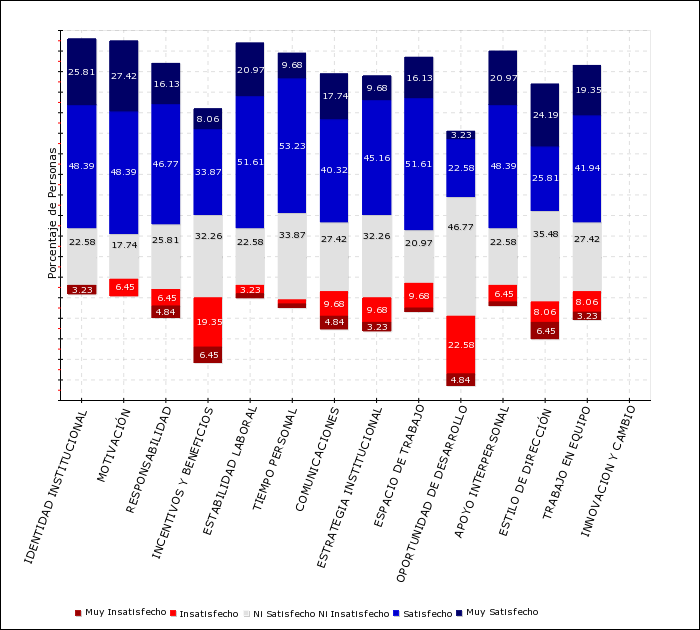 Porcentaje de Personas
25.81 27.42 16.13 8.06 20.97 9.68 17.74 9.68 16.13 3.23 20.97 24.19 19.35
48.39 48.39 46.77 33.87 51.61 53.23 40.32 45.16 51.61 22.58 48.39 25.81 41.94
22.58 17.74 25.81 32.26 22.58 33.87 27.42 32.26 20.97 46.77 22.58 35.48 27.42
3.23 6.45 6.45 19.35 3.23 9.68 9.68 9.68 22.58 6.45 8.06 8.06
4.84 6.45 4.84 3.23 4.84 6.45 3.23
IDENTIDAD INSTITUCIONAL
MOTIVACIÓN
RESPONSABILIDAD
INCENTIVOS Y BENEFICIOS
ESTABILIDAD LABORAL
TIEMPO PERSONAL
COMUNICACIONES
ESTRATEGIA INSTITUCIONAL
ESPACIO DE TRABAJO
OPORTUNIDAD DE DESARROLLO
APOYO INTERPERSONAL
ESTILO DE DIRECCIÓN
TRABAJO EN EQUIPO
INNOVACION Y CAMBIO
Muy Insatisfecho Insatisfecho Ni Satisfecho Ni Insatisfecho Satisfecho Muy Satisfecho